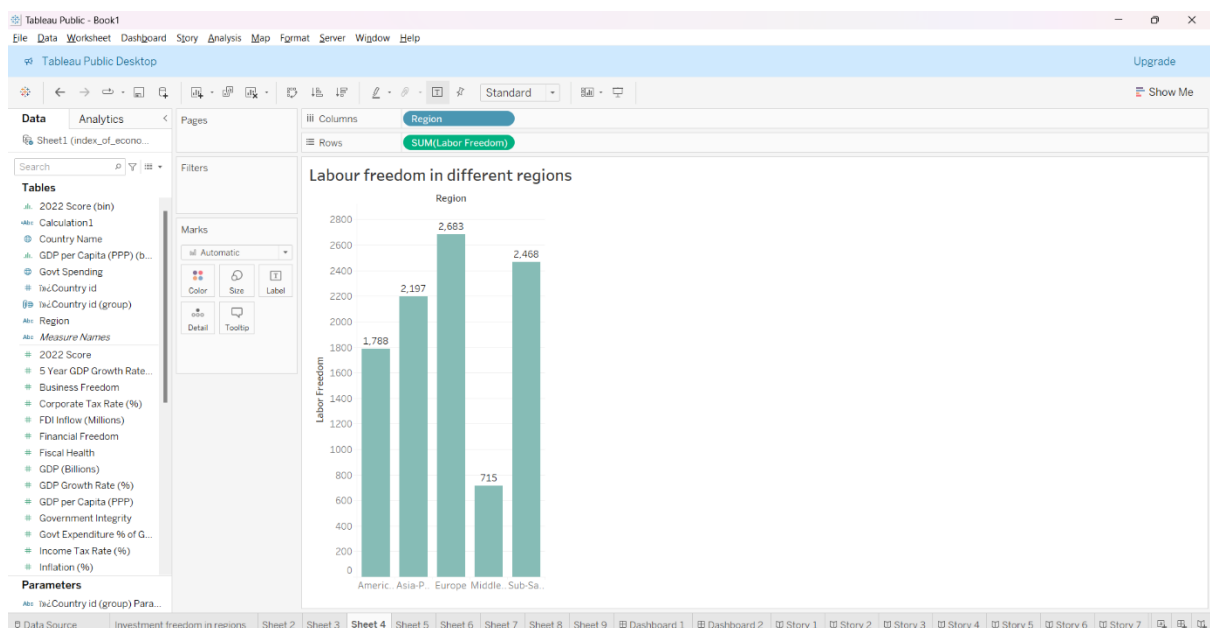 Tableau Public - Book1
File Data Worksheet Dashboard Story Analysis Map Format Server Window Help
Tableau Public Desktop
Upgrade
Standard
Show Me
Data
Analytics
Pages
Columns
Region
Sheet1 (index_of_econo...
Rows
SUM(Labor Freedom)
Search
Filters
Tables
2022 Score (bin)
Calculation1
Country Name
GDP per Capita (PPP) (b...
Govt Spending
ï»¿Country id
ï»¿Country id (group)
Region
Measure Names
2022 Score
5 Year GDP Growth Rate...
Business Freedom
Corporate Tax Rate (%)
FDI Inflow (Millions)
Financial Freedom
Fiscal Health
GDP (Billions)
GDP Growth Rate (%)
GDP per Capita (PPP)
Government Integrity
Govt Expenditure % of G...
Income Tax Rate (%)
Inflation (%)
Parameters
ï»¿Country id (group) Para...
Marks
Automatic
Color
Size
Label
Detail
Tooltip
Labour freedom in different regions
Region
Labor Freedom
2800
2600
2400
2200
2000
1800
1600
1400
1200
1000
800
600
400
200
0
1,788
2,197
2,683
715
2,468
Americ.. Asia-P.. Europe Middle.. Sub-Sa..
Data Source Investment freedom in regions Sheet 2 Sheet 3 Sheet 4 Sheet 5 Sheet 6 Sheet 7 Sheet 8 Sheet 9 Dashboard 1 Dashboard 2 Story 1 Story 2 Story 3 Story 4 Story 5 Story 6 Story 7